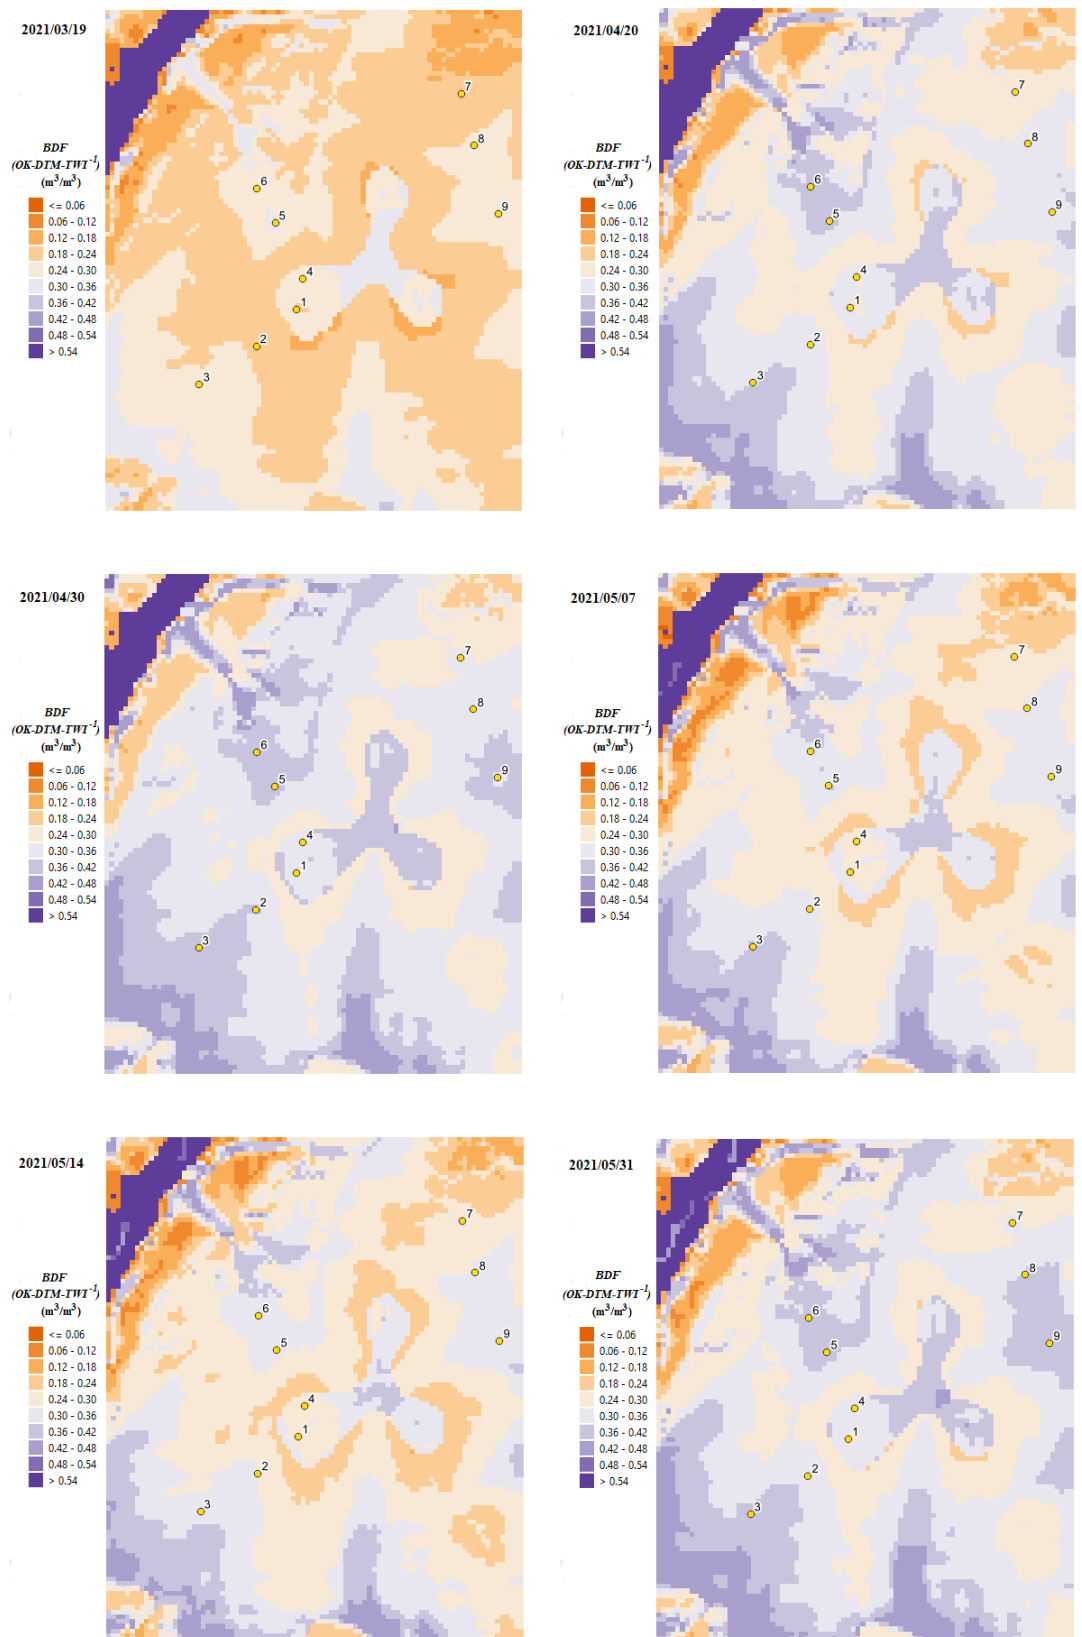 2021/03/19
BDF
(OK-DTM-TWI⁻¹)
(m³/m³)
<= 0.06
0.06 - 0.12
0.12 - 0.18
0.18 - 0.24
0.24 - 0.30
0.30 - 0.36
0.36 - 0.42
0.42 - 0.48
0.48 - 0.54
> 0.54
7
8
6
9
5
4
1
2
3
2021/04/20
BDF
(OK-DTM-TWI⁻¹)
(m³/m³)
<= 0.06
0.06 - 0.12
0.12 - 0.18
0.18 - 0.24
0.24 - 0.30
0.30 - 0.36
0.36 - 0.42
0.42 - 0.48
0.48 - 0.54
> 0.54
7
8
6
9
5
4
1
2
3
2021/04/30
BDF
(OK-DTM-TWI⁻¹)
(m³/m³)
<= 0.06
0.06 - 0.12
0.12 - 0.18
0.18 - 0.24
0.24 - 0.30
0.30 - 0.36
0.36 - 0.42
0.42 - 0.48
0.48 - 0.54
> 0.54
7
8
6
9
5
4
1
2
3
2021/05/07
BDF
(OK-DTM-TWI⁻¹)
(m³/m³)
<= 0.06
0.06 - 0.12
0.12 - 0.18
0.18 - 0.24
0.24 - 0.30
0.30 - 0.36
0.36 - 0.42
0.42 - 0.48
0.48 - 0.54
> 0.54
7
8
6
9
5
4
1
2
3
2021/05/14
BDF
(OK-DTM-TWI⁻¹)
(m³/m³)
<= 0.06
0.06 - 0.12
0.12 - 0.18
0.18 - 0.24
0.24 - 0.30
0.30 - 0.36
0.36 - 0.42
0.42 - 0.48
0.48 - 0.54
> 0.54
7
8
6
9
5
4
1
2
3
2021/05/31
BDF
(OK-DTM-TWI⁻¹)
(m³/m³)
<= 0.06
0.06 - 0.12
0.12 - 0.18
0.18 - 0.24
0.24 - 0.30
0.30 - 0.36
0.36 - 0.42
0.42 - 0.48
0.48 - 0.54
> 0.54
7
8
6
9
5
4
1
2
3